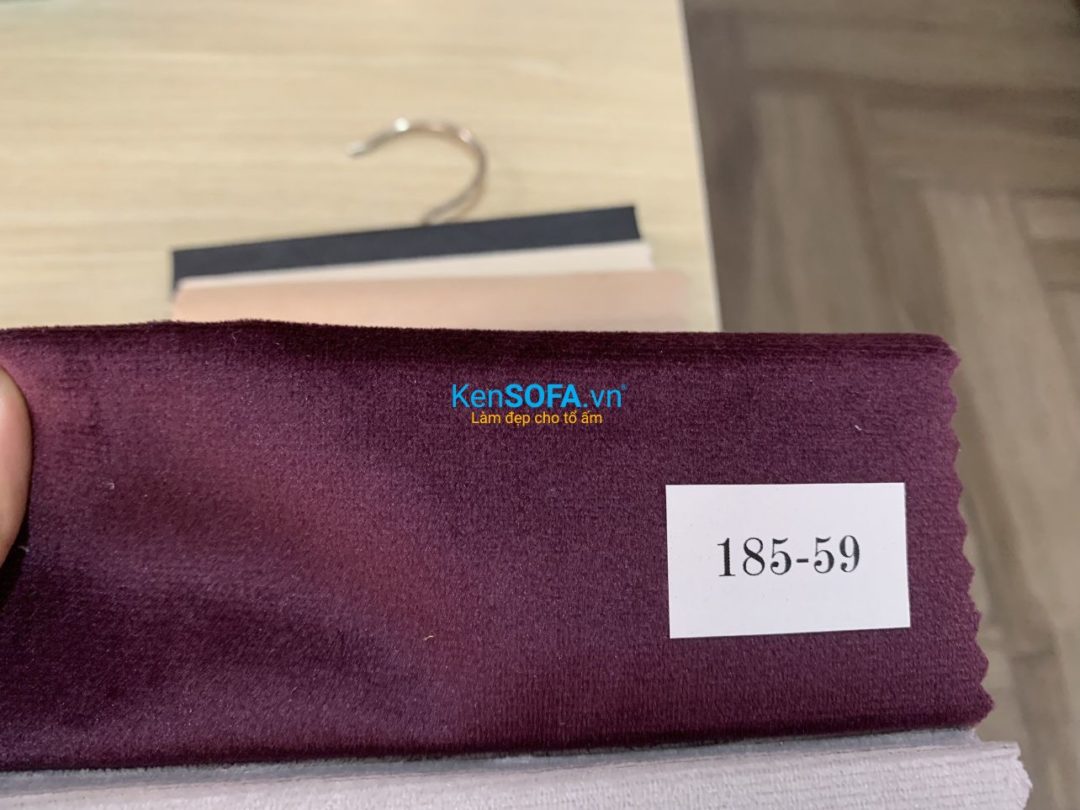 KenSOFA.vn®
Làm đẹp cho tổ ấm
185-59